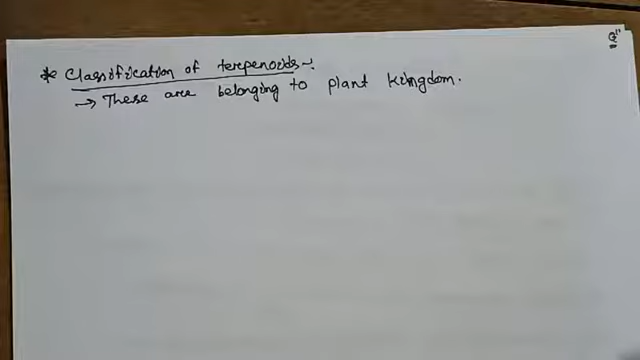 * Classification of terpenoids :-
→ These are belonging to plant kingdom.